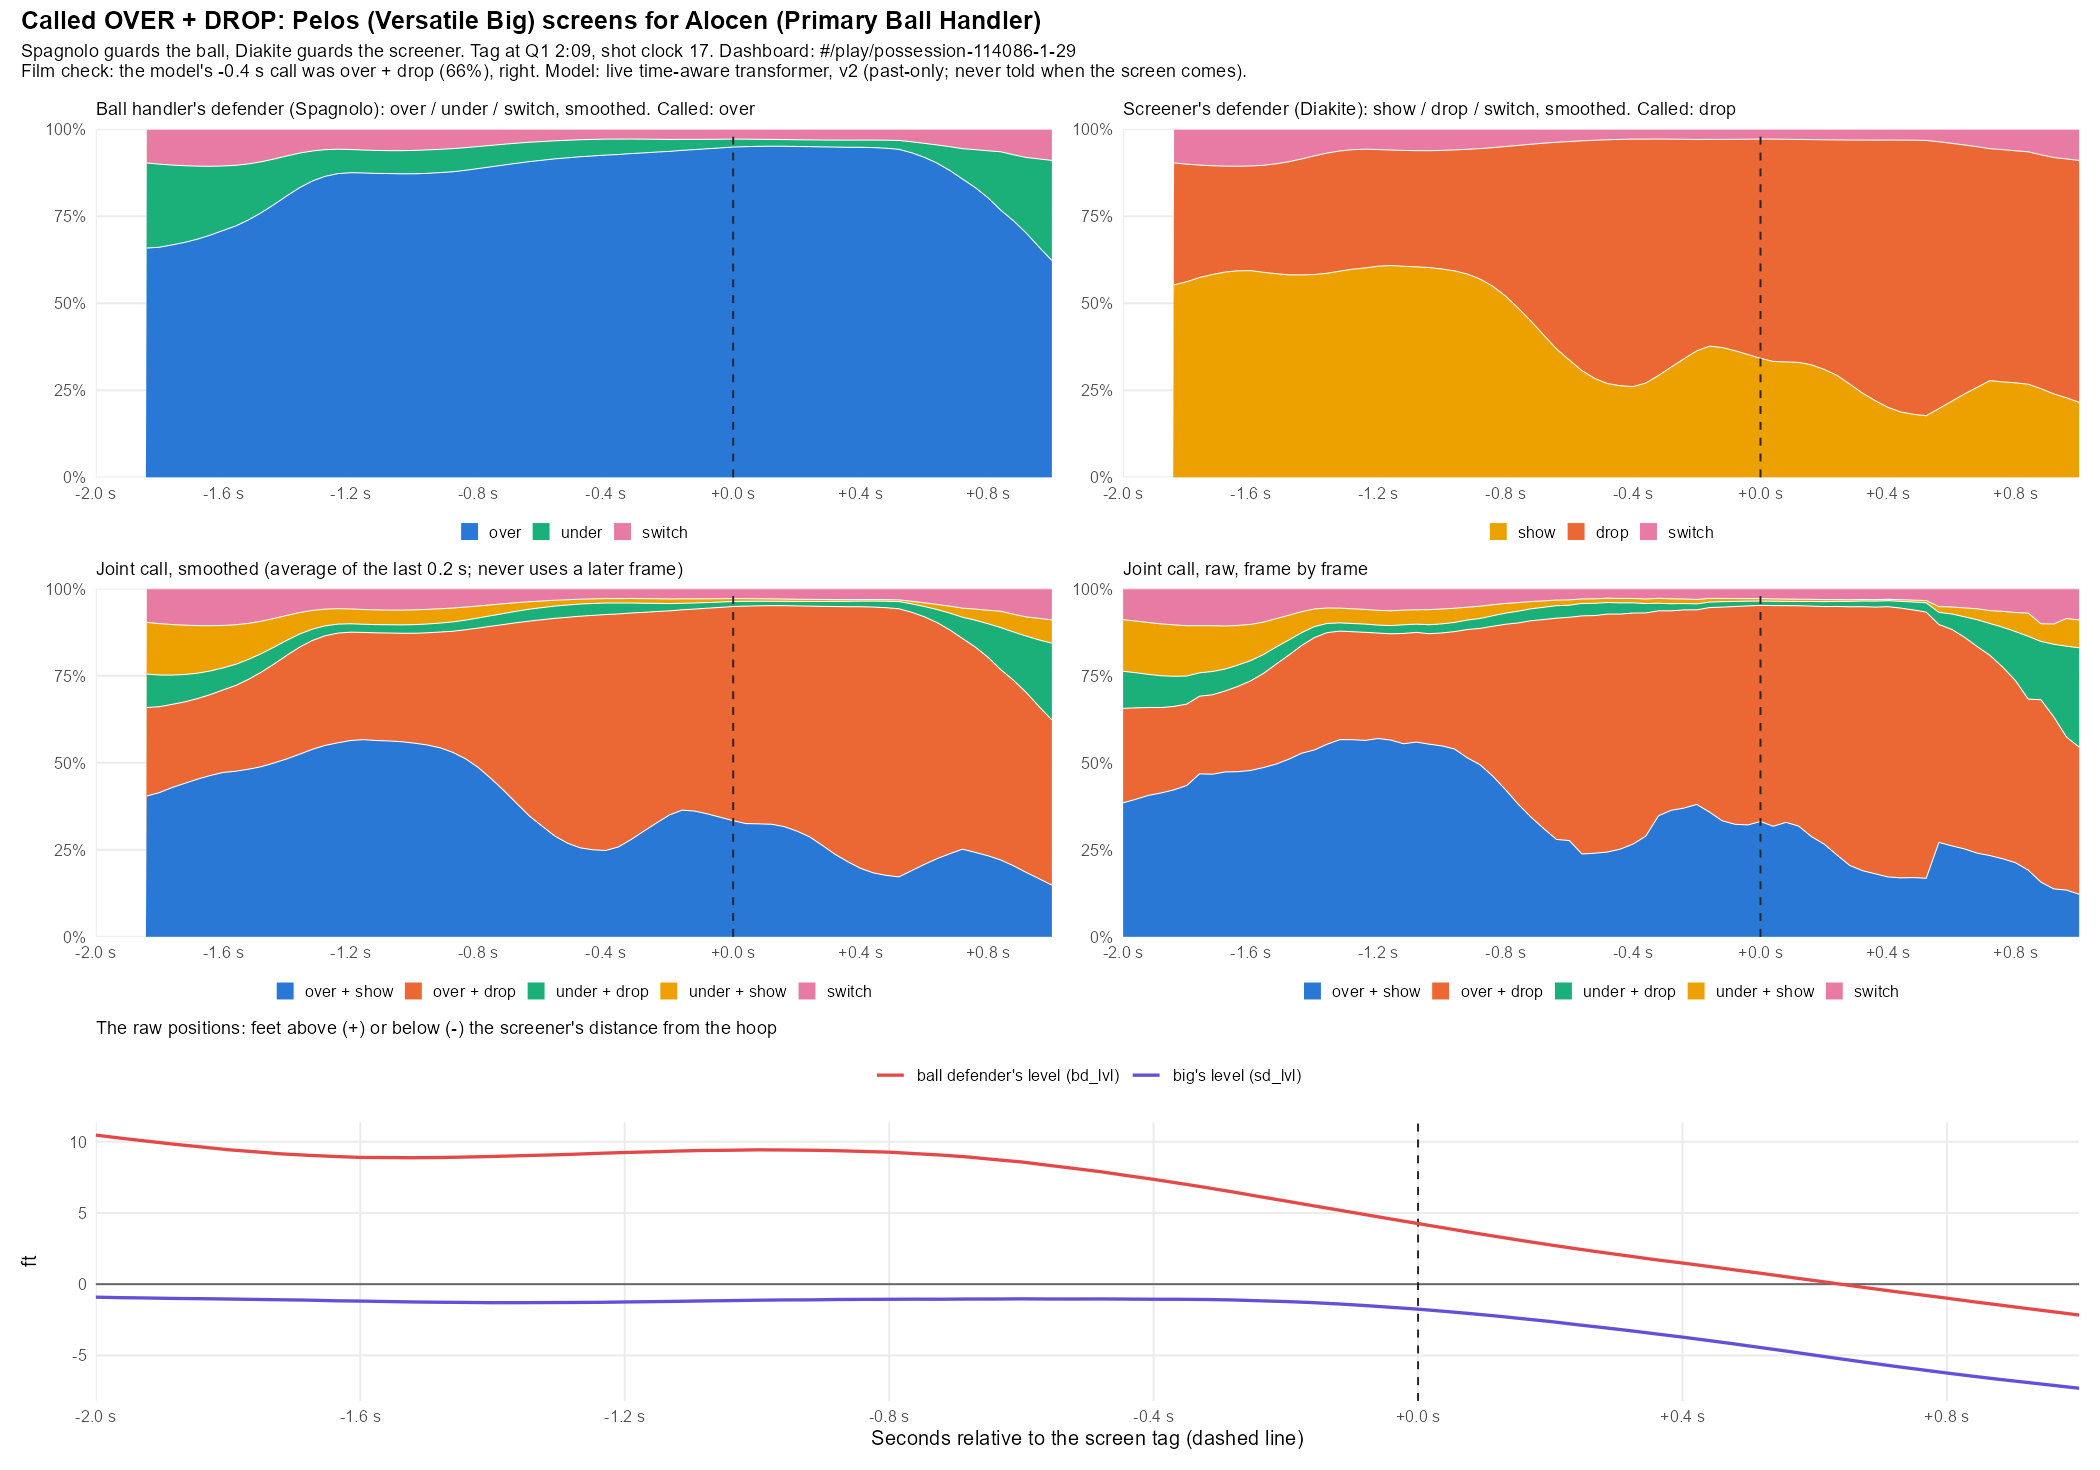 Called OVER + DROP: Pelos (Versatile Big) screens for Alocen (Primary Ball Handler)
Spagnolo guards the ball, Diakite guards the screener. Tag at Q1 2:09, shot clock 17. Dashboard: #/play/possession-114086-1-29
Film check: the model's -0.4 s call was over + drop (66%), right. Model: live time-aware transformer, v2 (past-only; never told when the screen comes).
Ball handler's defender (Spagnolo): over / under / switch, smoothed. Called: over
100%
75%
50%
25%
0%
-2.0 s -1.6 s -1.2 s -0.8 s -0.4 s +0.0 s +0.4 s +0.8 s
over under switch
Screener's defender (Diakite): show / drop / switch, smoothed. Called: drop
100%
75%
50%
25%
0%
-2.0 s -1.6 s -1.2 s -0.8 s -0.4 s +0.0 s +0.4 s +0.8 s
show drop switch
Joint call, smoothed (average of the last 0.2 s; never uses a later frame)
100%
75%
50%
25%
0%
-2.0 s -1.6 s -1.2 s -0.8 s -0.4 s +0.0 s +0.4 s +0.8 s
over + show over + drop under + drop under + show switch
Joint call, raw, frame by frame
100%
75%
50%
25%
0%
-2.0 s -1.6 s -1.2 s -0.8 s -0.4 s +0.0 s +0.4 s +0.8 s
over + show over + drop under + drop under + show switch
The raw positions: feet above (+) or below (-) the screener's distance from the hoop
ball defender's level (bd_lvl) big's level (sd_lvl)
10
5
0
-5
ft
-2.0 s -1.6 s -1.2 s -0.8 s -0.4 s +0.0 s +0.4 s +0.8 s
Seconds relative to the screen tag (dashed line)